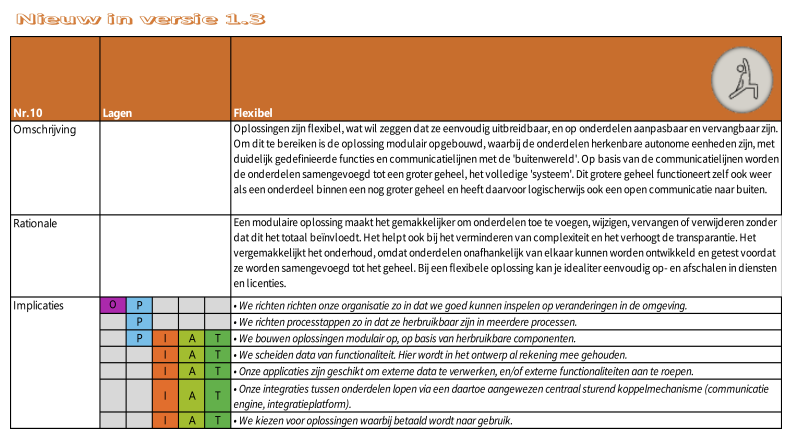 Nieuw in versie 1.3
Nr.10 Lagen Flexibel
Omschrijving
Oplossingen zijn flexibel, wat wil zeggen dat ze eenvoudig uitbreidbaar, en op onderdelen aanpasbaar en vervangbaar zijn.
Om dit te bereiken is de oplossing modulair opgebouwd, waarbij de onderdelen herkenbare autonome eenheden zijn, met
duidelijk gedefinieerde functies en communicatielijnen met de 'buitenwereld'. Op basis van de communicatielijnen worden
de onderdelen samengevoegd tot een groter geheel, het volledige 'systeem'. Dit grotere geheel functioneert zelf ook weer
als een onderdeel binnen een nog groter geheel en heeft daarvoor logischerwijs ook een open communicatie naar buiten.
Rationale
Een modulaire oplossing maakt het gemakkelijker om onderdelen toe te voegen, wijzigen, vervangen of verwijderen zonder
dat dit het totaal beïnvloedt. Het helpt ook bij het verminderen van complexiteit en het verhoogt de transparantie. Het
vergemakkelijkt het onderhoud, omdat onderdelen onafhankelijk van elkaar kunnen worden ontwikkeld en getest voordat
ze worden samengevoegd tot het geheel. Bij een flexibele oplossing kan je idealiter eenvoudig op- en afschalen in diensten
en licenties.
Implicaties
O P • We richten richten onze organisatie zo in dat we goed kunnen inspelen op veranderingen in de omgeving.
P • We richten processtappen zo in dat ze herbruikbaar zijn in meerdere processen.
P I A T • We bouwen oplossingen modulair op, op basis van herbruikbare componenten.
I A T • We scheiden data van functionaliteit. Hier wordt in het ontwerp al rekening mee gehouden.
I A T • Onze applicaties zijn geschikt om externe data te verwerken, en/of externe functionaliteiten aan te roepen.
I A T • Onze integraties tussen onderdelen lopen via een daartoe aangewezen centraal sturend koppelmechanisme (communicatie
engine, integratieplatform).
I A T • We kiezen voor oplossingen waarbij betaald wordt naar gebruik.